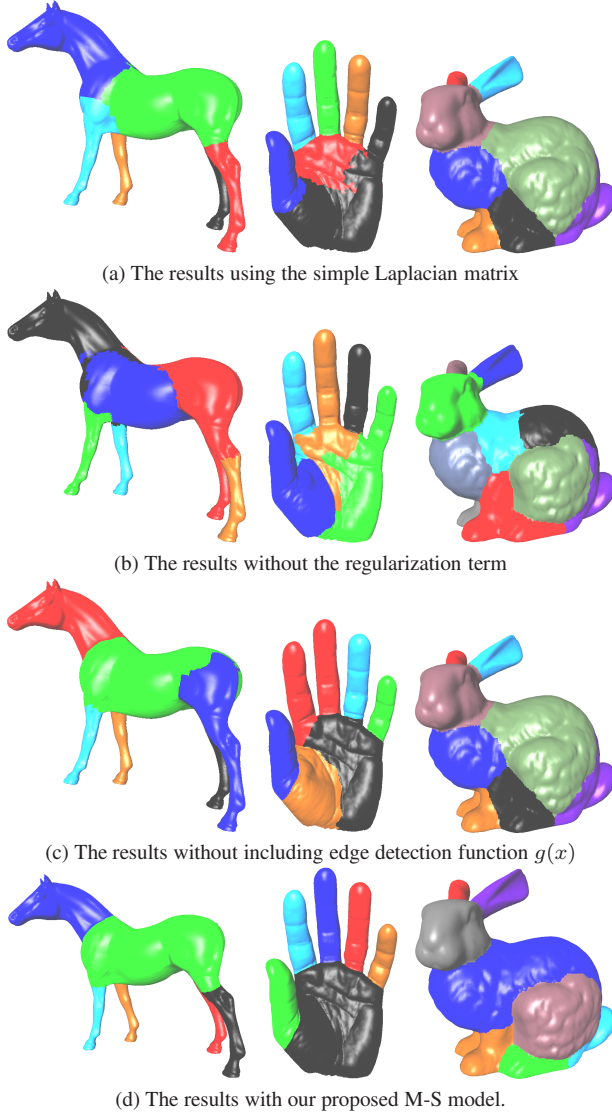 (a) The results using the simple Laplacian matrix
(b) The results without the regularization term
(c) The results without including edge detection function g(x)
(d) The results with our proposed M-S model.